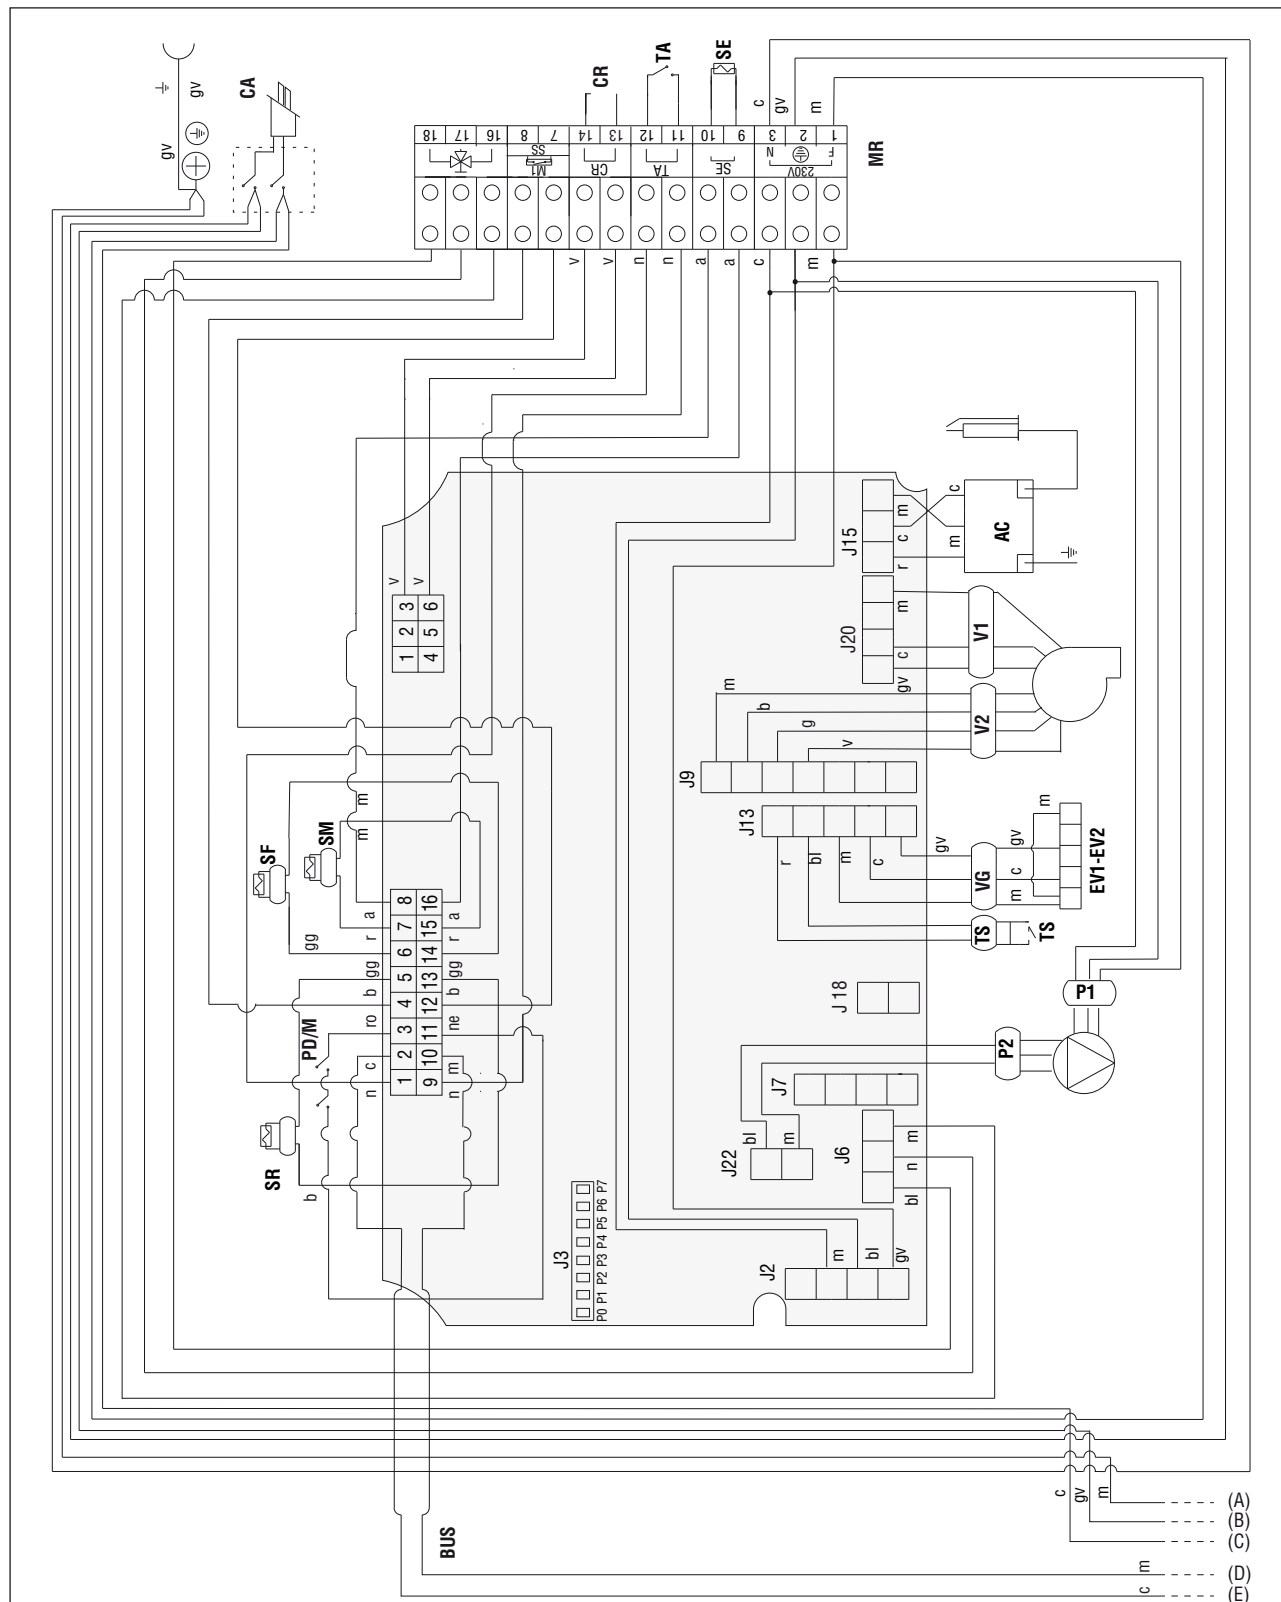 gv
gv
CA
CR
TA
SE
c
gv
m
18 17 16 8 7 14 13 12 11 10 9 3 2 1
SS
M1
CR
TA
SE
N
F
230V
MR
v
v
n
n
a
a
c
m
J15
m
c
r
c
m
AC
v
v
1 2 3
4 5 6
J20
m
c
gv
V1
V2
m
b
g
v
J9
J13
r
bl
m
c
gv
VG
gv
c
m
m
EV1-EV2
TS
TS
SF
SM
m
m
8 7 6 5 4 3 2 1
16 15 14 13 12 11 10 9
a
r
gg
gg
b
ro
c
n
a
r
gg
b
ne
m
n
PD/M
SR
b
J 18
P1
P2
J7
J22
bl
m
J6
m
n
bl
J3
P0 P1 P2 P3 P4 P5 P6 P7
J2
m
bl
gv
BUS
c
gv
m
(A)
(B)
(C)
m
(D)
c
(E)